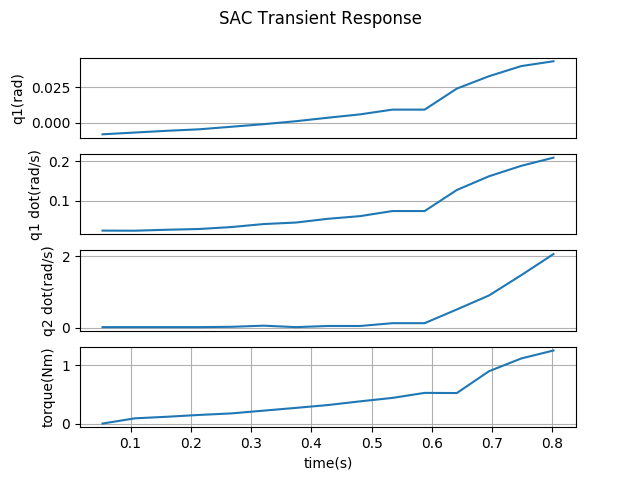 SAC Transient Response
q1(rad)
0.025
0.000
q1 dot(rad/s)
0.2
0.1
q2 dot(rad/s)
2
0
torque(Nm)
1
0
0.1 0.2 0.3 0.4 0.5 0.6 0.7 0.8
time(s)